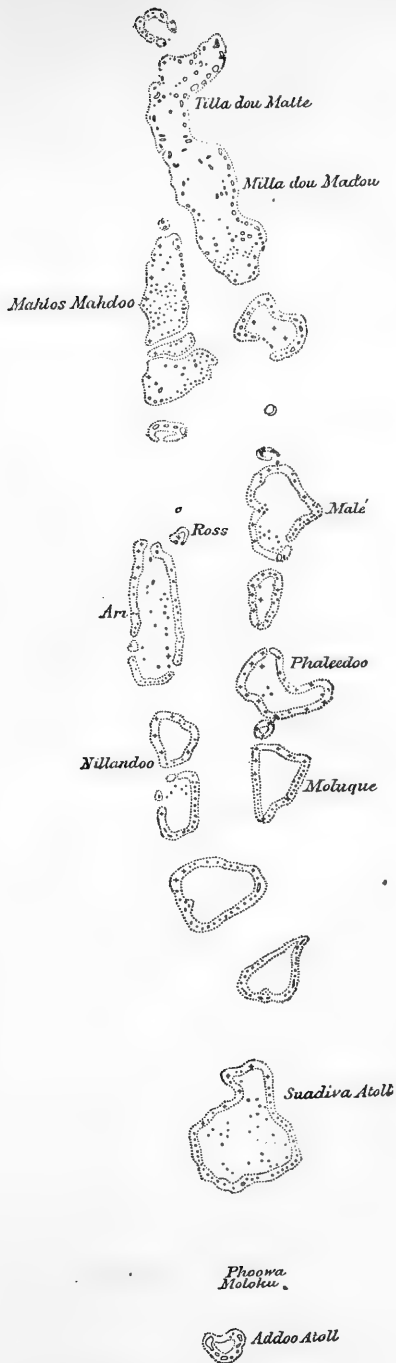 Tilla dou Matte
Milla dou Madou
Mahlos Mahdoo
Malé
Ross
Ari
Phaleedoo
Nillandoo
Moluque
Suadiva Atoll
Phoowa
Moloku.
Addoo Atoll